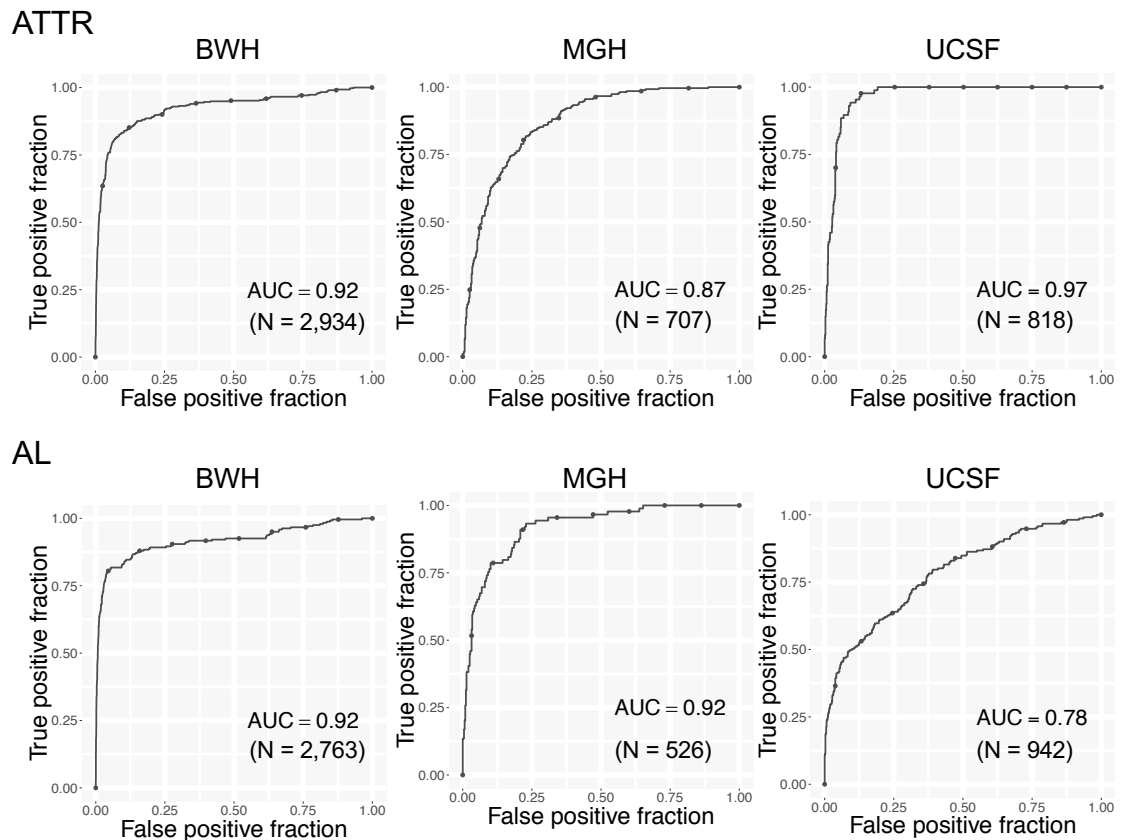 ATTR
BWH
MGH
UCSF
True positive fraction
1.00
0.75
0.50
0.25
0.00
AUC = 0.92
(N = 2,934)
0.00 0.25 0.50 0.75 1.00
False positive fraction
True positive fraction
1.00
0.75
0.50
0.25
0.00
AUC = 0.87
(N = 707)
0.00 0.25 0.50 0.75 1.00
False positive fraction
True positive fraction
1.00
0.75
0.50
0.25
0.00
AUC = 0.97
(N = 818)
0.00 0.25 0.50 0.75 1.00
False positive fraction
AL
BWH
MGH
UCSF
True positive fraction
1.00
0.75
0.50
0.25
0.00
AUC = 0.92
(N = 2,763)
0.00 0.25 0.50 0.75 1.00
False positive fraction
True positive fraction
1.00
0.75
0.50
0.25
0.00
AUC = 0.92
(N = 526)
0.00 0.25 0.50 0.75 1.00
False positive fraction
True positive fraction
1.00
0.75
0.50
0.25
0.00
AUC = 0.78
(N = 942)
0.00 0.25 0.50 0.75 1.00
False positive fraction